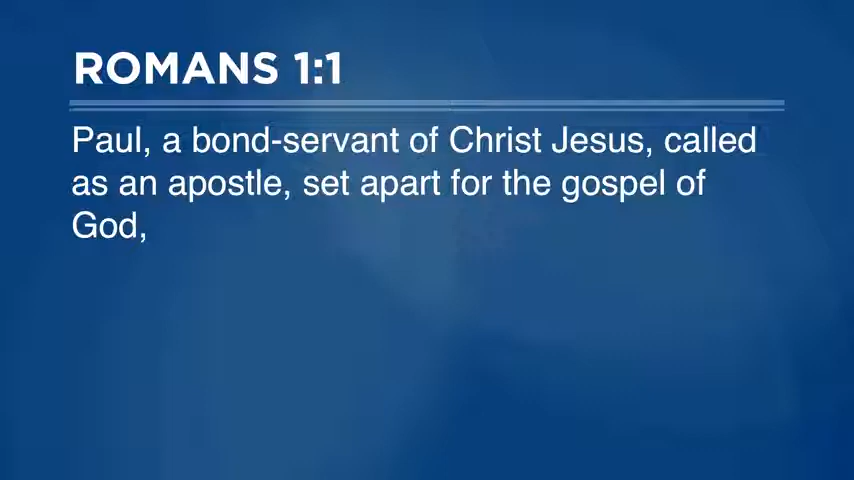 ROMANS 1:1
Paul, a bond-servant of Christ Jesus, called
as an apostle, set apart for the gospel of
God,